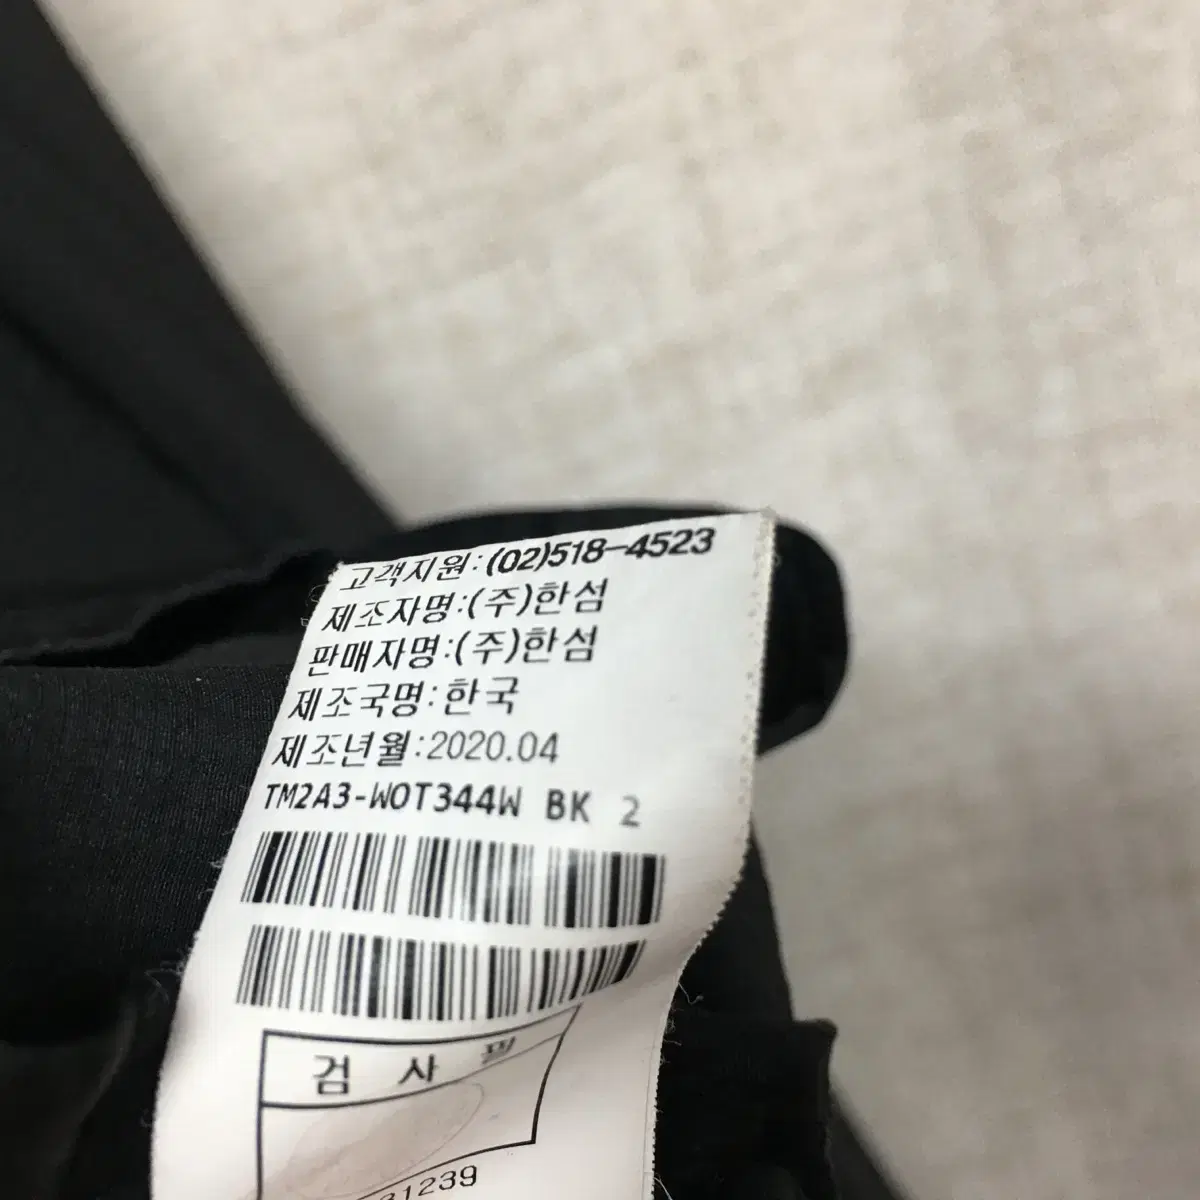 고객지원:(02)518-4523
제조자명:(주)한섬
판매자명:(주)한섬
제조국명:한국
제조년월:2020.04
TM2A3-WOT344W BK 2
검 사 필
31239